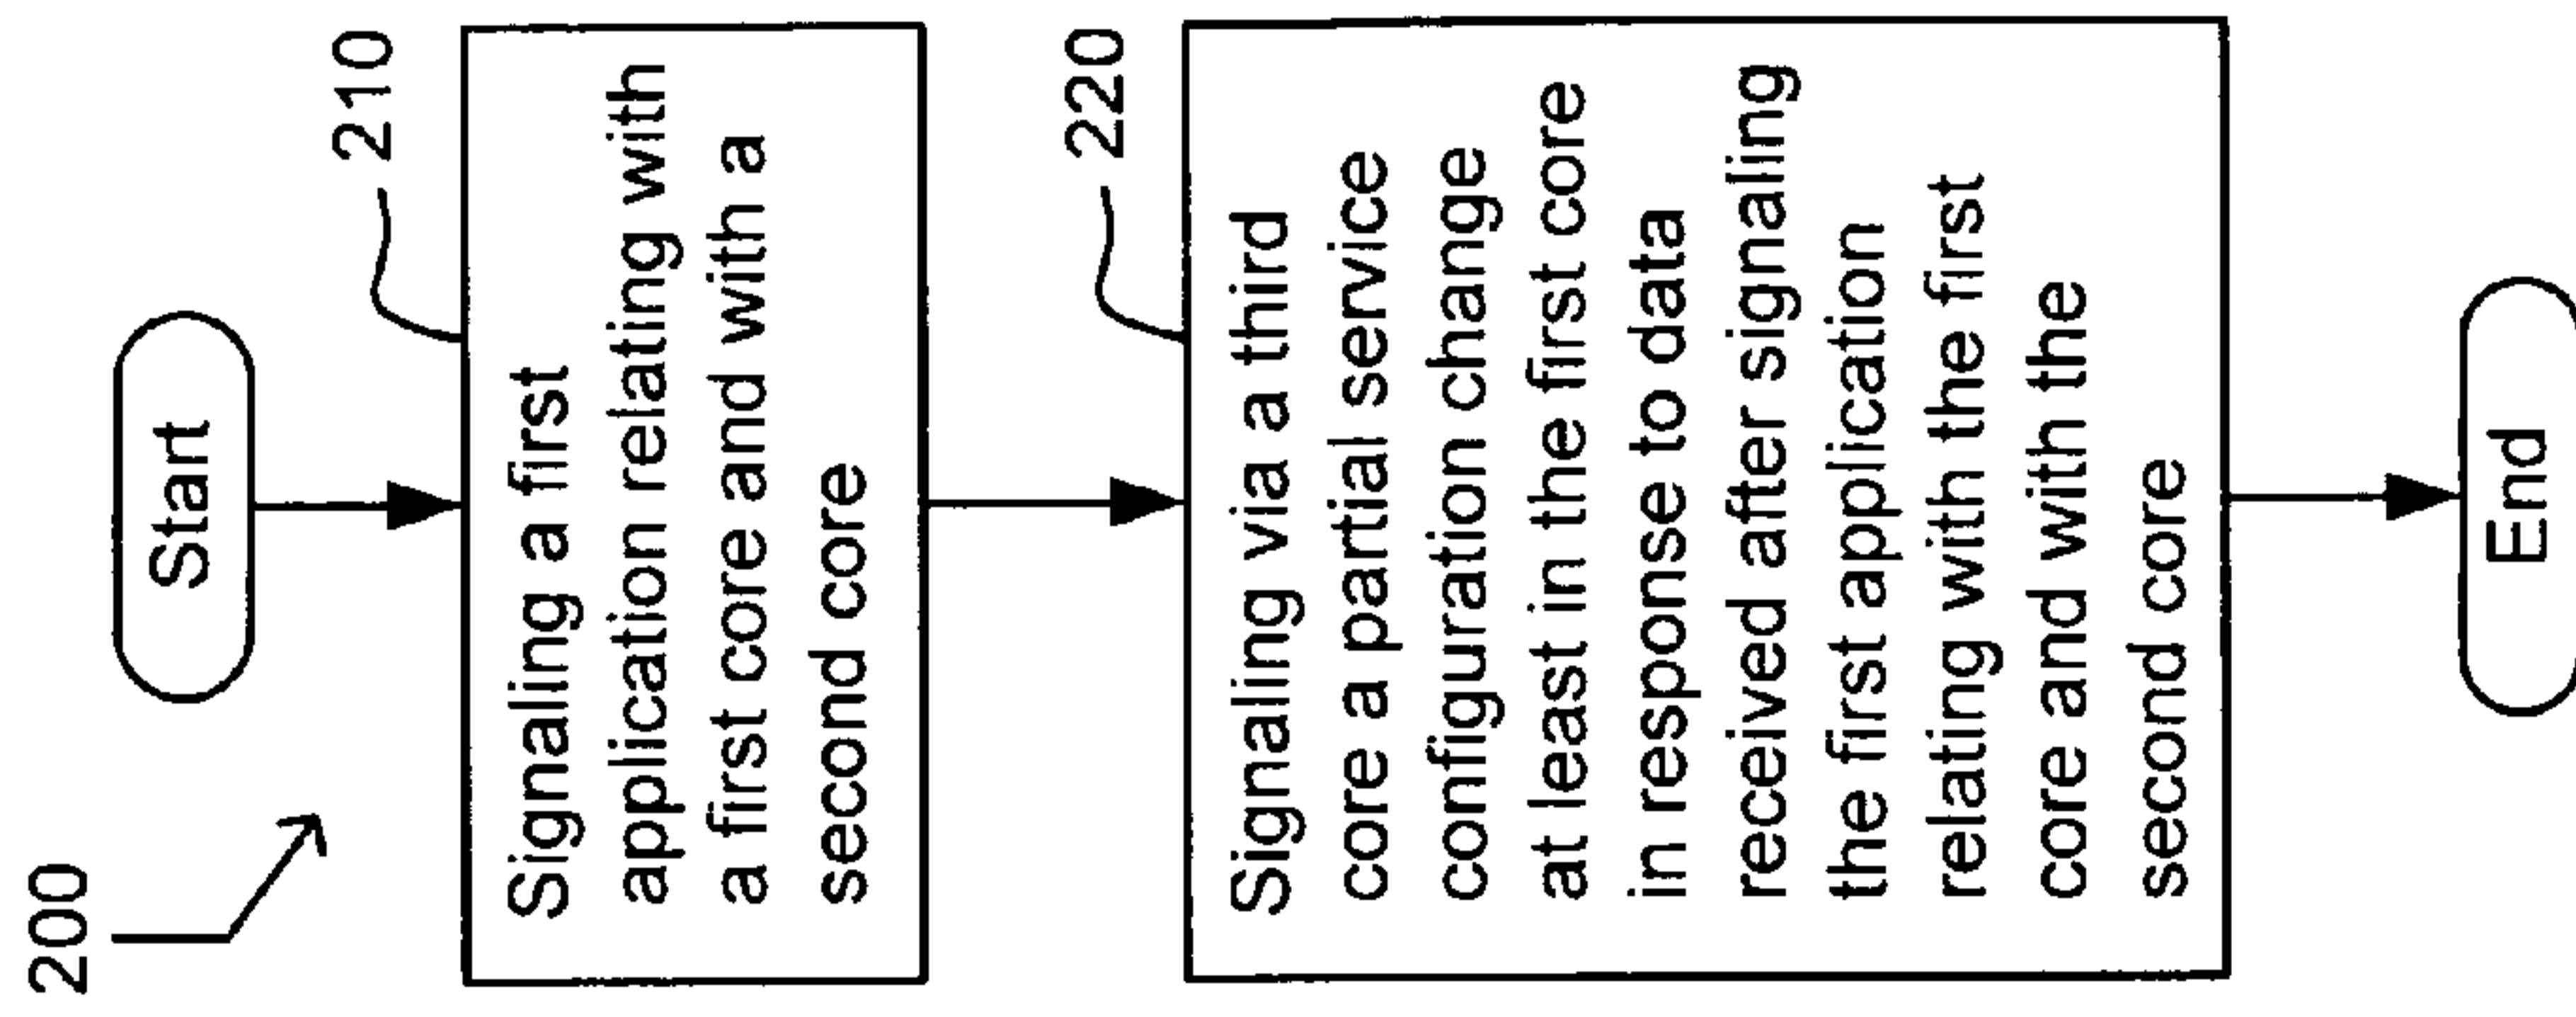 200
Start
210
Signaling a first
application relating with
a first core and with a
second core
220
Signaling via a third
core a partial service
configuration change
at least in the first core
in response to data
received after signaling
the first application
relating with the first
core and with the
second core
End